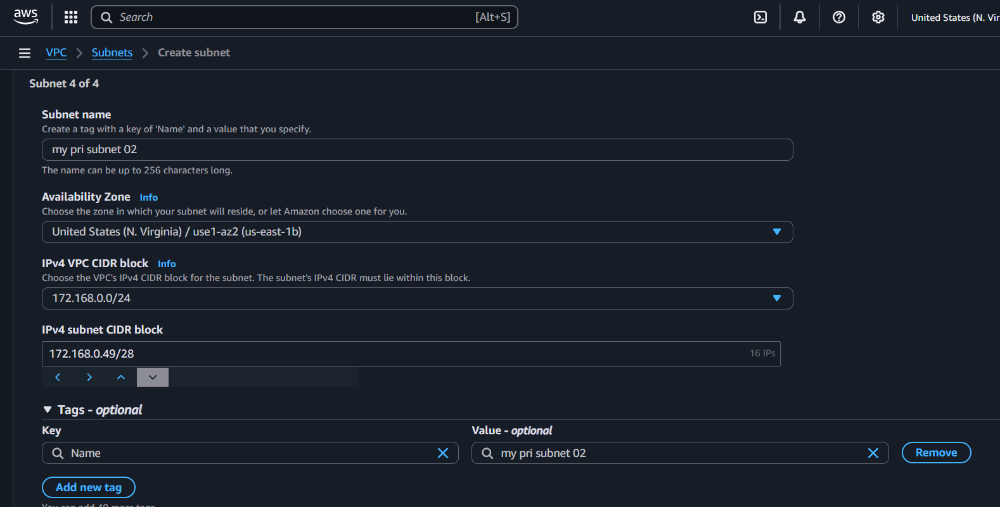 aws
Search [Alt+S]
United States (N. Vir
VPC Subnets Create subnet
Subnet 4 of 4
Subnet name
Create a tag with a key of 'Name' and a value that you specify.
my pri subnet 02
The name can be up to 256 characters long.
Availability Zone Info
Choose the zone in which your subnet will reside, or let Amazon choose one for you.
United States (N. Virginia) / use1-az2 (us-east-1b)
IPv4 VPC CIDR block Info
Choose the VPC's IPv4 CIDR block for the subnet. The subnet's IPv4 CIDR must lie within this block.
172.168.0.0/24
IPv4 subnet CIDR block
172.168.0.49/28 16 IPs
Tags - optional
Key Value - optional
Name my pri subnet 02 Remove
Add new tag
You can add 49 more tags